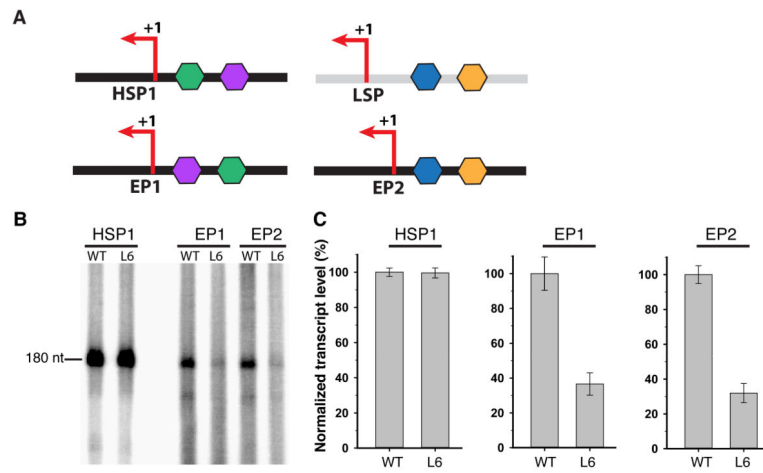 A
+1
HSP1
+1
LSP
+1
EP1
+1
EP2
B
HSP1 EP1 EP2
WT L6 WT L6 WT L6
180 nt
C
HSP1 EP1 EP2
Normalized transcript level (%)
100
80
60
40
20
0
WT L6
100
80
60
40
20
0
WT L6
100
80
60
40
20
0
WT L6